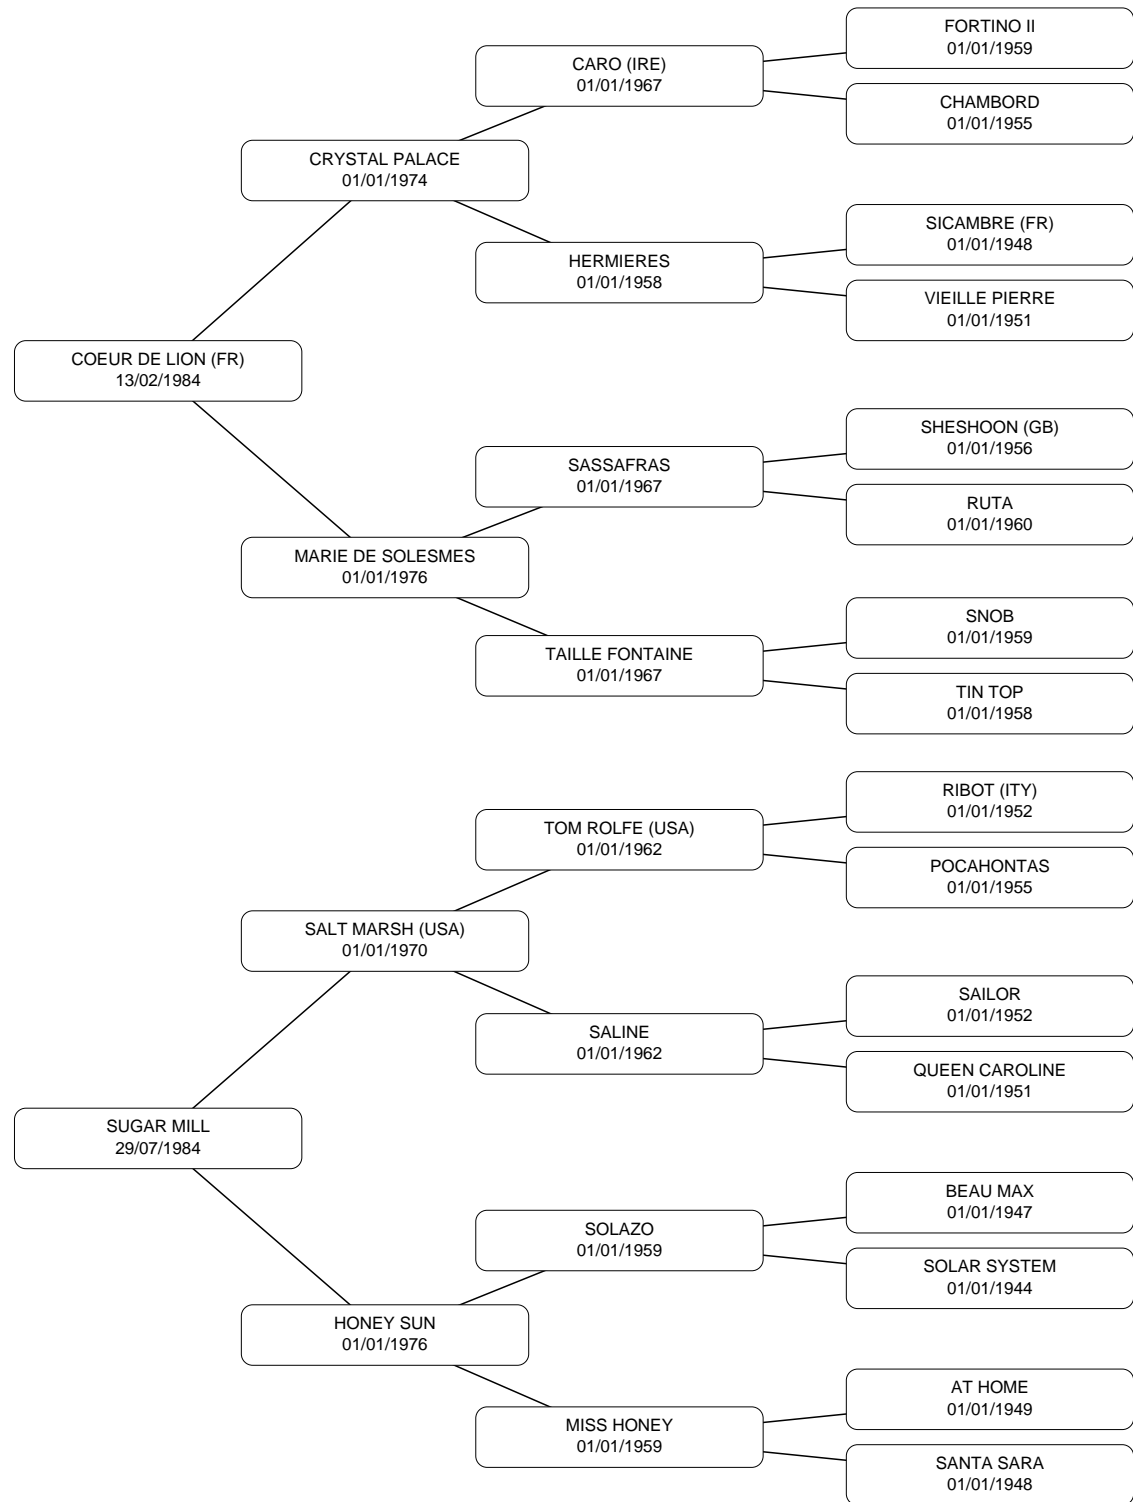 FORTINO II
01/01/1959
CARO (IRE)
01/01/1967
CHAMBORD
01/01/1955
CRYSTAL PALACE
01/01/1974
SICAMBRE (FR)
01/01/1948
HERMIERES
01/01/1958
VIEILLE PIERRE
01/01/1951
COEUR DE LION (FR)
13/02/1984
SHESHOON (GB)
01/01/1956
SASSAFRAS
01/01/1967
RUTA
01/01/1960
MARIE DE SOLESMES
01/01/1976
SNOB
01/01/1959
TAILLE FONTAINE
01/01/1967
TIN TOP
01/01/1958
RIBOT (ITY)
01/01/1952
TOM ROLFE (USA)
01/01/1962
POCAHONTAS
01/01/1955
SALT MARSH (USA)
01/01/1970
SAILOR
01/01/1952
SALINE
01/01/1962
QUEEN CAROLINE
01/01/1951
SUGAR MILL
29/07/1984
BEAU MAX
01/01/1947
SOLAZO
01/01/1959
SOLAR SYSTEM
01/01/1944
HONEY SUN
01/01/1976
AT HOME
01/01/1949
MISS HONEY
01/01/1959
SANTA SARA
01/01/1948